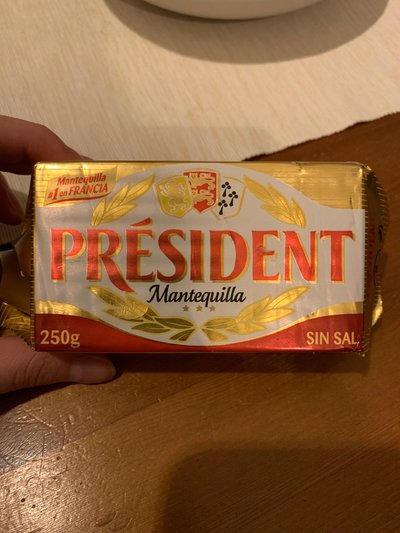 Mantequilla
#1 en FRANCIA
PRÉSIDENT
Mantequilla
250g
SIN SAL